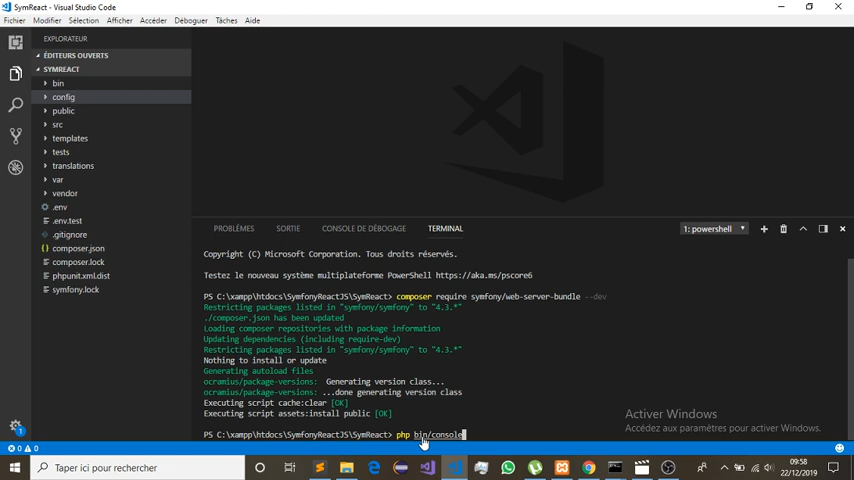 SymReact - Visual Studio Code
Fichier Modifier Sélection Afficher Accéder Déboguer Tâches Aide
EXPLORATEUR
ÉDITEURS OUVERTS
SYMREACT
bin
config
public
src
templates
tests
translations
var
vendor
.env
.env.test
.gitignore
composer.json
composer.lock
phpunit.xml.dist
symfony.lock
PROBLÈMES SORTIE CONSOLE DE DÉBOGAGE TERMINAL 1: powershell
Copyright (C) Microsoft Corporation. Tous droits réservés.
Testez le nouveau système multiplateforme PowerShell https://aka.ms/pscore6
PS C:\xampp\htdocs\SymfonyReactJS\SymReact> composer require symfony/web-server-bundle --dev
Restricting packages listed in "symfony/symfony" to "4.3.*"
./composer.json has been updated
Loading composer repositories with package information
Updating dependencies (including require-dev)
Restricting packages listed in "symfony/symfony" to "4.3.*"
Nothing to install or update
Generating autoload files
ocramius/package-versions: Generating version class...
ocramius/package-versions: ...done generating version class
Executing script cache:clear [OK]
Executing script assets:install public [OK]
PS C:\xampp\htdocs\SymfonyReactJS\SymReact> php bin/console
Activer Windows
Accédez aux paramètres pour activer Windows.
1
0 0
Taper ici pour rechercher
09:58
22/12/2019